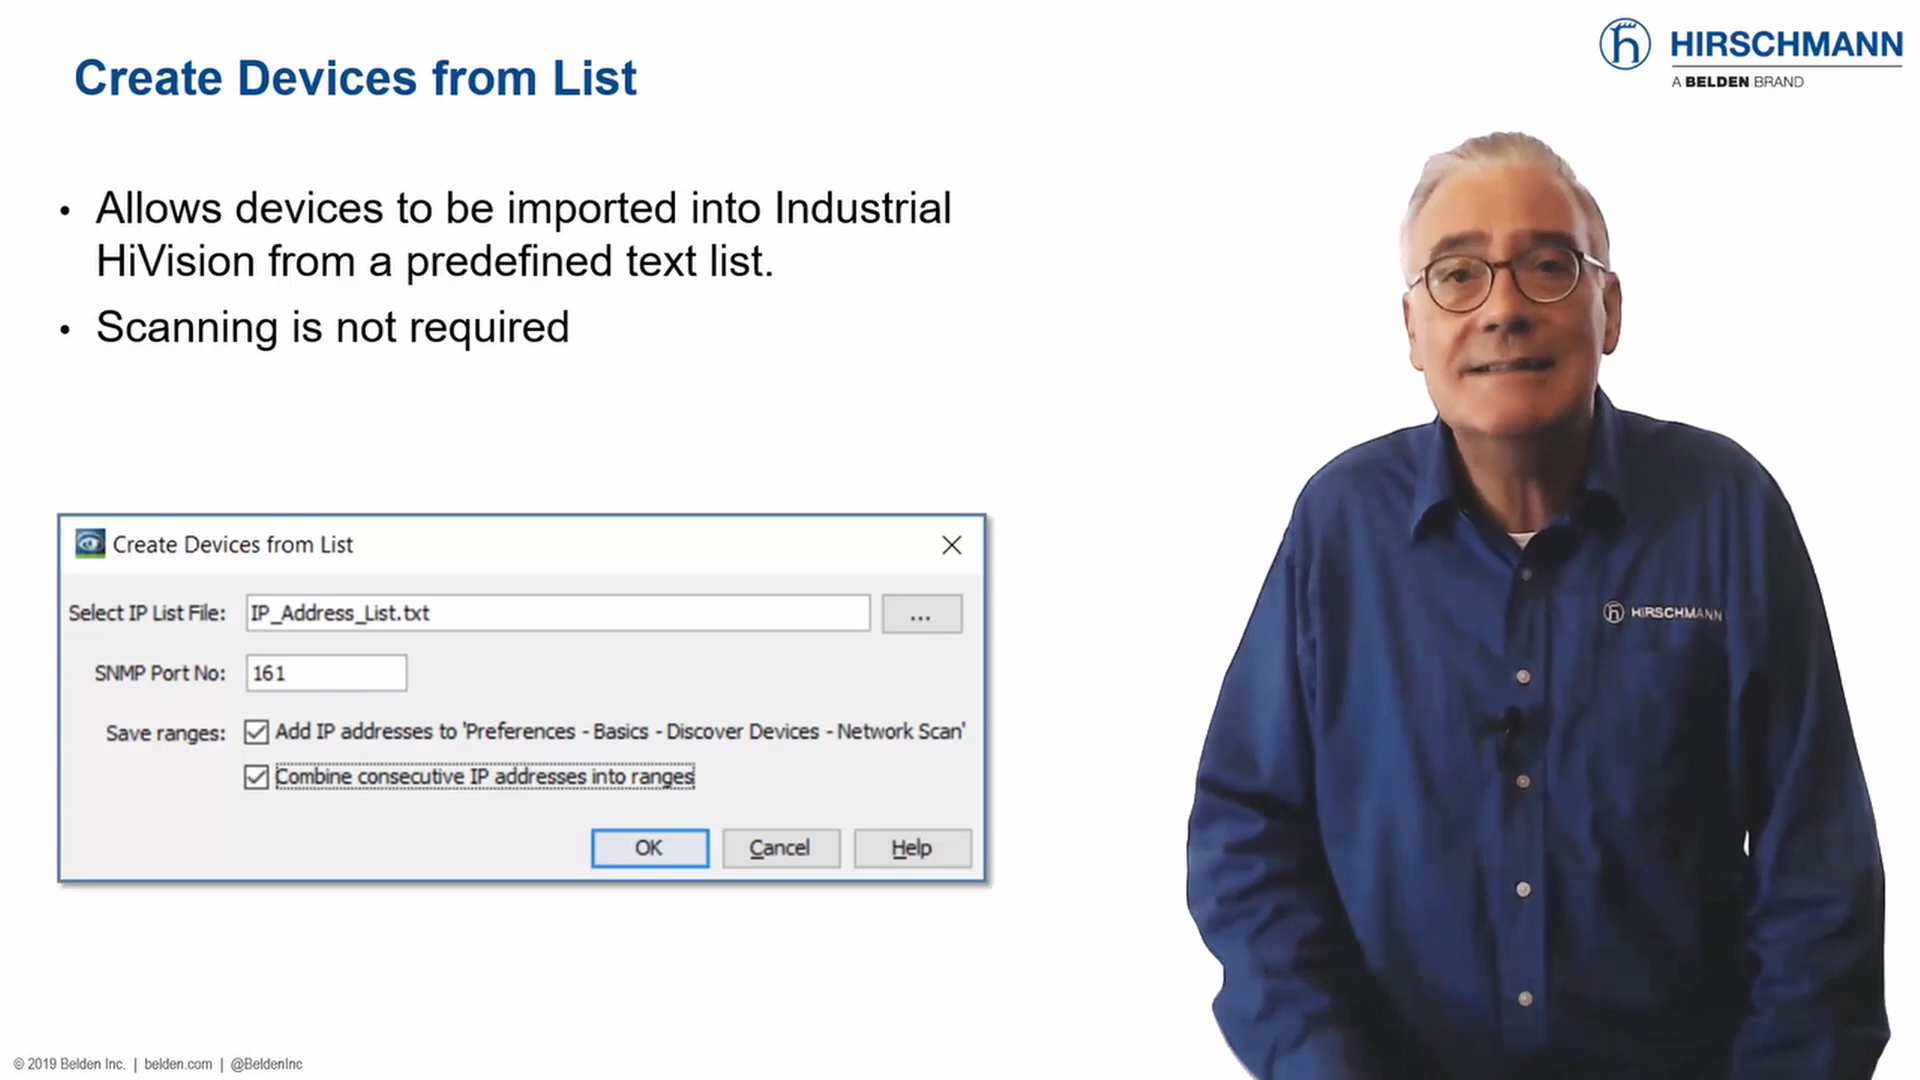 Create Devices from List
HIRSCHMANN
A BELDEN BRAND
• Allows devices to be imported into Industrial
HiVision from a predefined text list.
• Scanning is not required
Create Devices from List
Select IP List File: IP_Address_List.txt ...
SNMP Port No: 161
Save ranges: Add IP addresses to 'Preferences - Basics - Discover Devices - Network Scan'
Combine consecutive IP addresses into ranges
OK Cancel Help
HIRSCHMANN
© 2019 Belden Inc. | belden.com | @BeldenInc